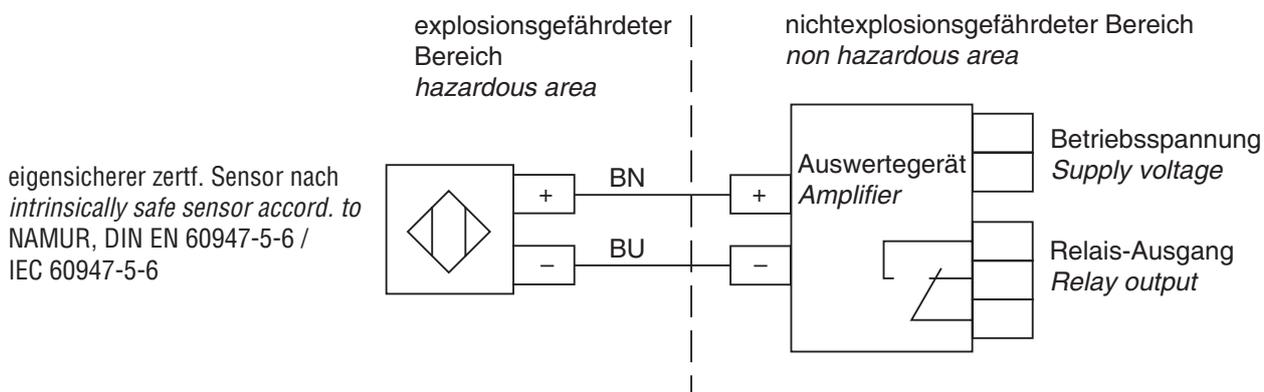 explosionsgefährdeter
Bereich
hazardous area
nichtexplosionsgefährdeter Bereich
non hazardous area
eigensicherer zertf. Sensor nach
intrinsically safe sensor accord. to
NAMUR, DIN EN 60947-5-6 /
IEC 60947-5-6
+
BN
+
–
BU
–
Auswertegerät
Amplifier
Betriebsspannung
Supply voltage
Relais-Ausgang
Relay output